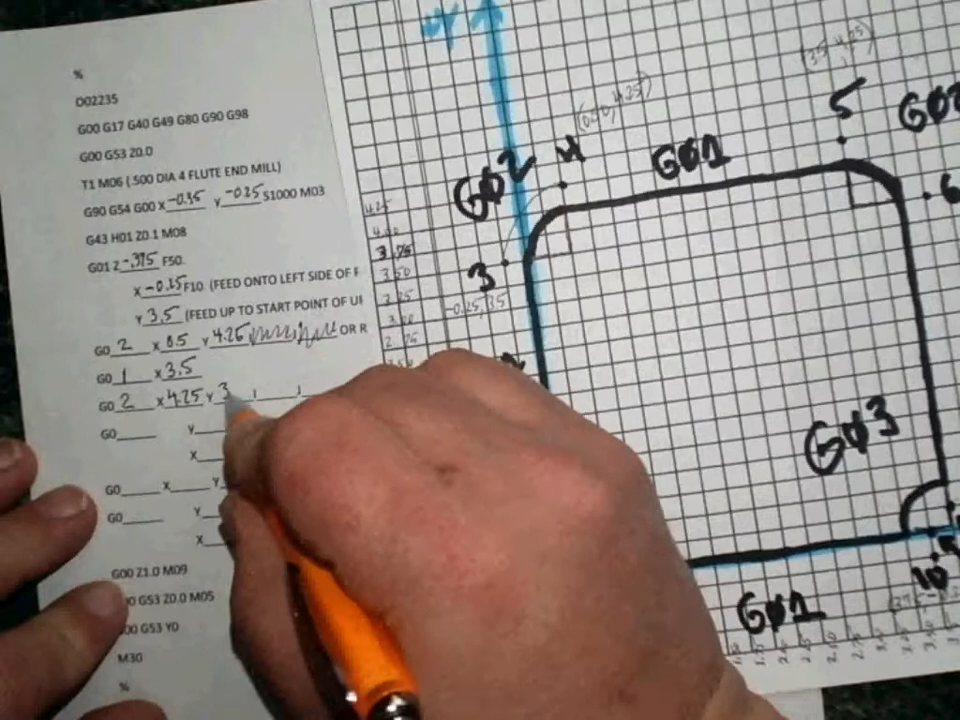 %
O02235
G00 G17 G40 G49 G80 G90 G98
G00 G53 Z0.0
T1 M06 (.500 DIA 4 FLUTE END MILL)
G90 G54 G00 X -0.25 Y -0.25 S1000 M03
G43 H01 Z0.1 M08
G01 Z -.375 F50.
X -0.25 F10 (FEED ONTO LEFT SIDE OF
Y 3.5 (FEED UP TO START POINT OF
G0 2 X 0.5 Y 4.25 OR R
G0 1 X 3.5
G0 2 X 4.25 Y 3
G0 Y
X
G0 X Y
G0 Y
X
G00 Z1.0 M09
G53 Z0.0 M05
G53 Y0
M30
%
+Y
(0.50, 4.25)
(3.5, 4.25)
G02
4
G01
5
6
3
-0.25, 3.5
4.25
4.00
3.75
3.50
3.25
3.00
2.75
G03
G01
10